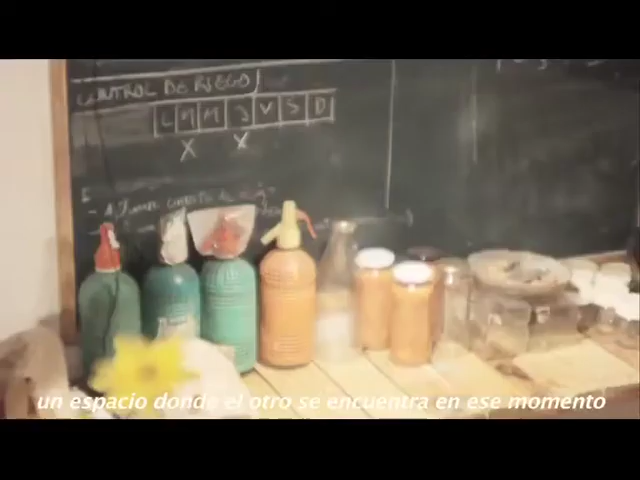 CONTROL DE RIEGO
L M M J V S D
X X
un espacio donde el otro se encuentra en ese momento